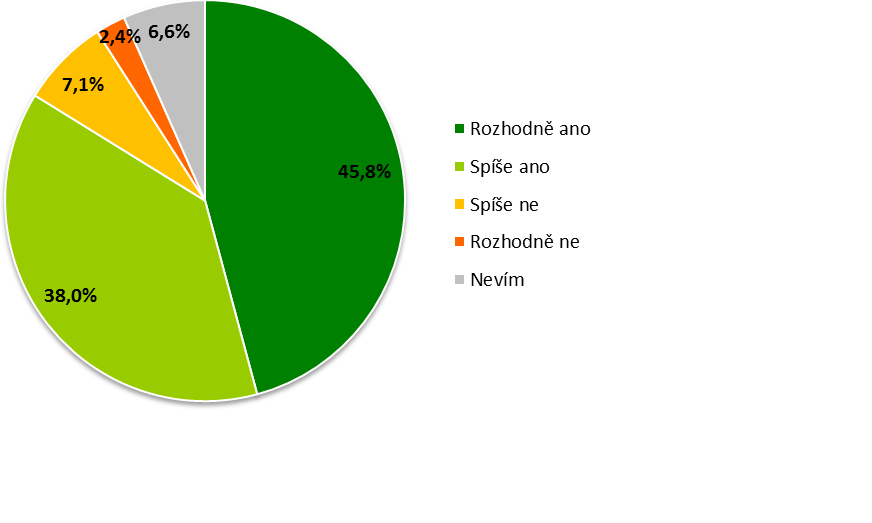 2,4%
6,6%
7,1%
45,8%
38,0%
Rozhodně ano
Spíše ano
Spíše ne
Rozhodně ne
Nevím